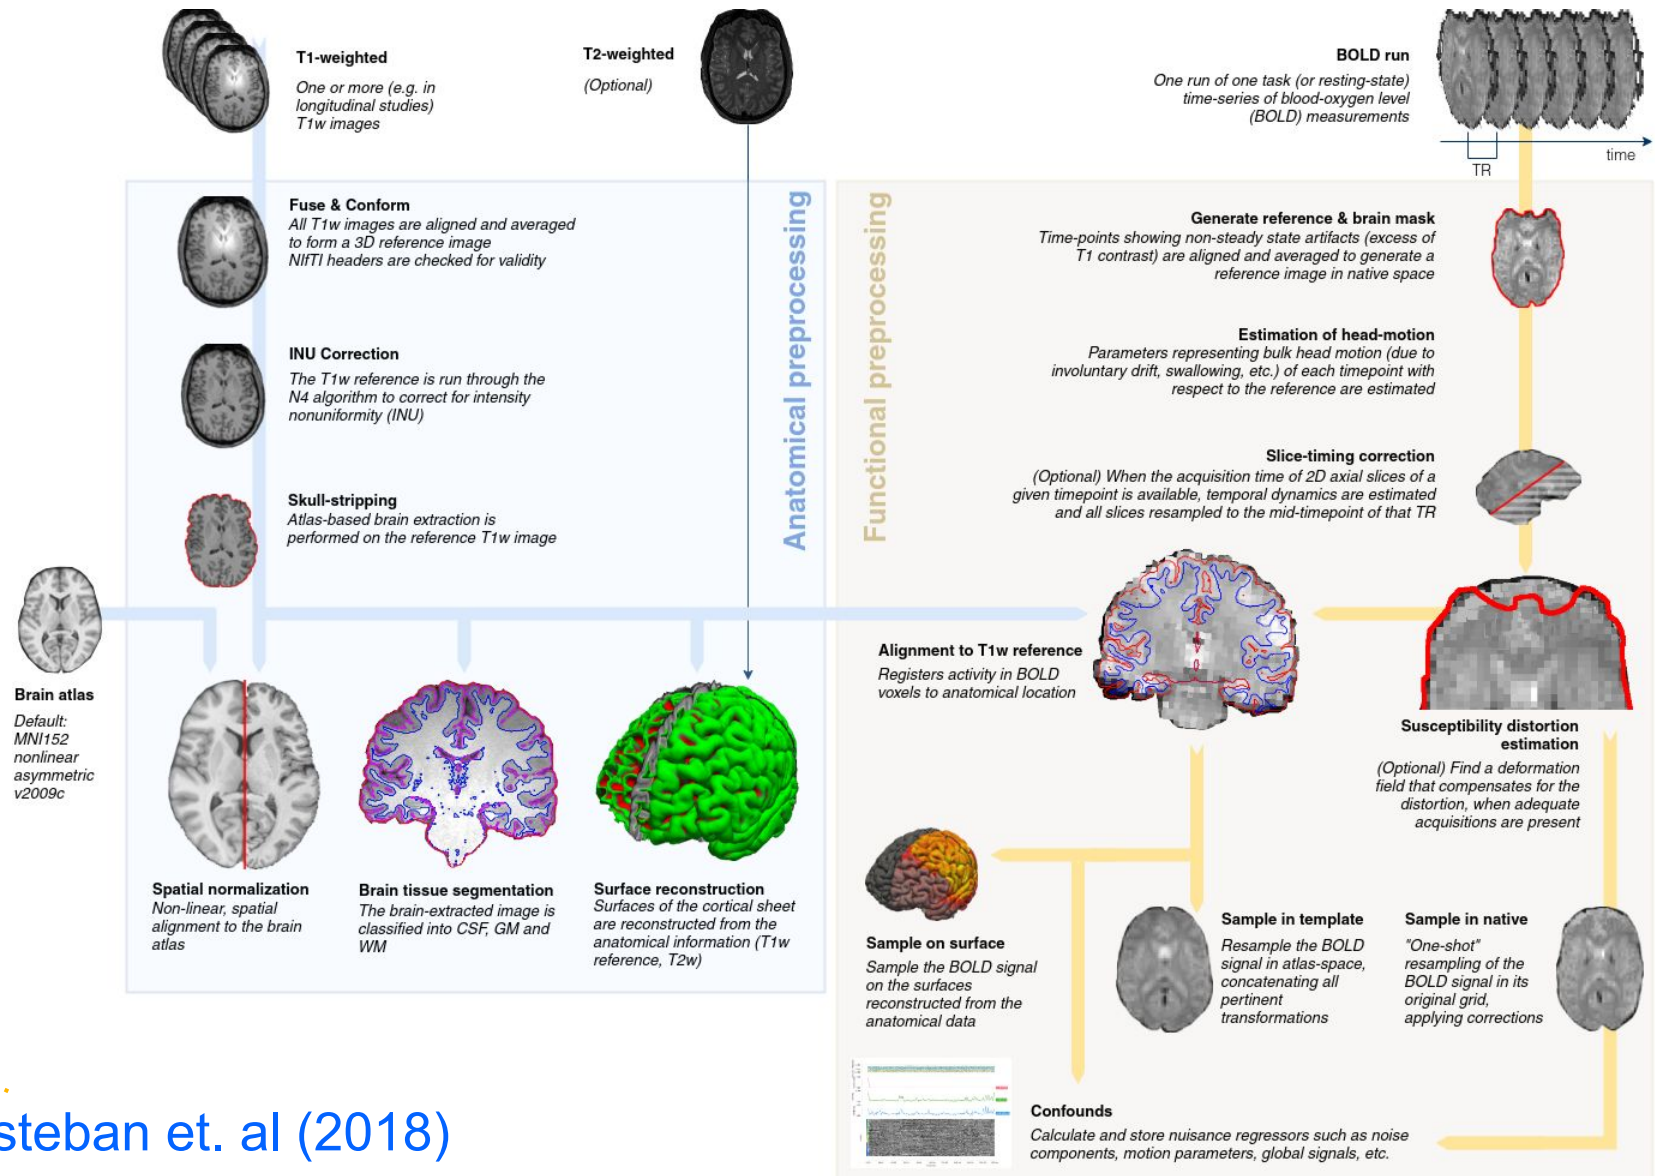 T1-weighted
One or more (e.g. in
longitudinal studies)
T1w images
T2-weighted
(Optional)
BOLD run
One run of one task (or resting-state)
time-series of blood-oxygen level
(BOLD) measurements
time
TR
Anatomical preprocessing
Fuse & Conform
All T1w images are aligned and averaged
to form a 3D reference image
NIfTI headers are checked for validity
INU Correction
The T1w reference is run through the
N4 algorithm to correct for intensity
nonuniformity (INU)
Skull-stripping
Atlas-based brain extraction is
performed on the reference T1w image
Brain atlas
Default:
MNI152
nonlinear
asymmetric
v2009c
Spatial normalization
Non-linear, spatial
alignment to the brain
atlas
Brain tissue segmentation
The brain-extracted image is
classified into CSF, GM and
WM
Surface reconstruction
Surfaces of the cortical sheet
are reconstructed from the
anatomical information (T1w
reference, T2w)
Functional preprocessing
Generate reference & brain mask
Time-points showing non-steady state artifacts (excess of
T1 contrast) are aligned and averaged to generate a
reference image in native space
Estimation of head-motion
Parameters representing bulk head motion (due to
involuntary drift, swallowing, etc.) of each timepoint with
respect to the reference are estimated
Slice-timing correction
(Optional) When the acquisition time of 2D axial slices of a
given timepoint is available, temporal dynamics are estimated
and all slices resampled to the mid-timepoint of that TR
Alignment to T1w reference
Registers activity in BOLD
voxels to anatomical location
Susceptibility distortion
estimation
(Optional) Find a deformation
field that compensates for the
distortion, when adequate
acquisitions are present
Sample on surface
Sample the BOLD signal
on the surfaces
reconstructed from the
anatomical data
Sample in template
Resample the BOLD
signal in atlas-space,
concatenating all
pertinent
transformations
Sample in native
"One-shot"
resampling of the
BOLD signal in its
original grid,
applying corrections
Confounds
Calculate and store nuisance regressors such as noise
components, motion parameters, global signals, etc.
steban et. al (2018)